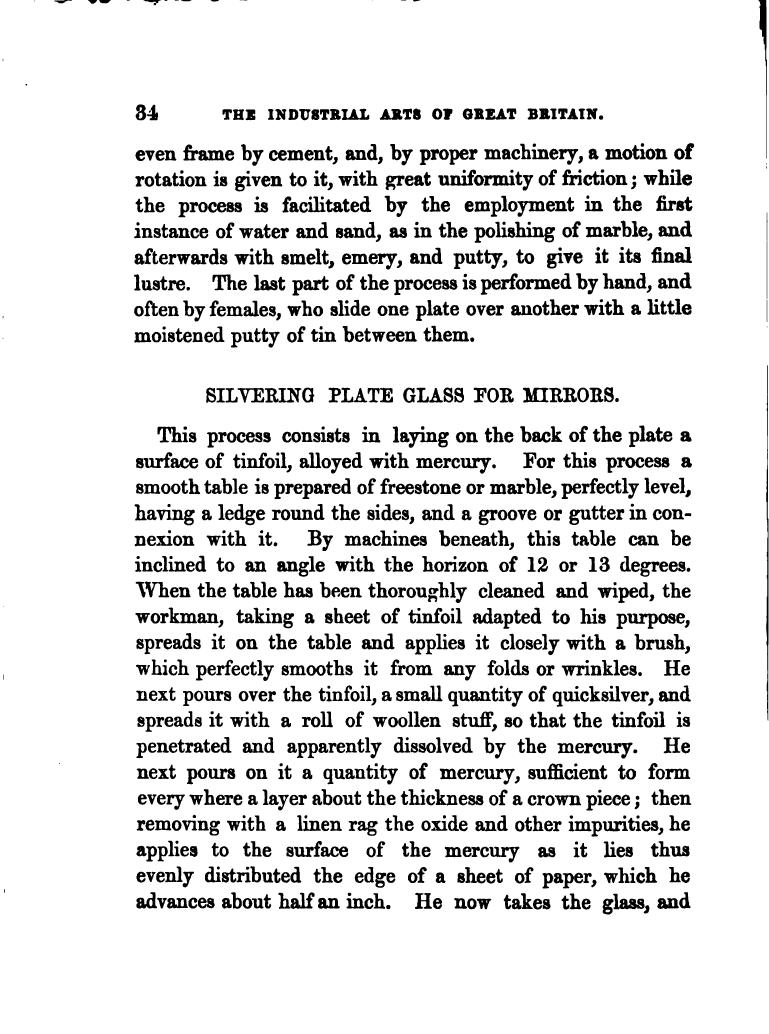 34 THE INDUSTRIAL ARTS OF GREAT BRITAIN.
even frame by cement, and, by proper machinery, a motion of
rotation is given to it, with great uniformity of friction; while
the process is facilitated by the employment in the first
instance of water and sand, as in the polishing of marble, and
afterwards with smelt, emery, and putty, to give it its final
lustre. The last part of the process is performed by hand, and
often by females, who slide one plate over another with a little
moistened putty of tin between them.
SILVERING PLATE GLASS FOR MIRRORS.
This process consists in laying on the back of the plate a
surface of tinfoil, alloyed with mercury. For this process a
smooth table is prepared of freestone or marble, perfectly level,
having a ledge round the sides, and a groove or gutter in con-
nexion with it. By machines beneath, this table can be
inclined to an angle with the horizon of 12 or 13 degrees.
When the table has been thoroughly cleaned and wiped, the
workman, taking a sheet of tinfoil adapted to his purpose,
spreads it on the table and applies it closely with a brush,
which perfectly smooths it from any folds or wrinkles. He
next pours over the tinfoil, a small quantity of quicksilver, and
spreads it with a roll of woollen stuff, so that the tinfoil is
penetrated and apparently dissolved by the mercury. He
next pours on it a quantity of mercury, sufficient to form
every where a layer about the thickness of a crown piece; then
removing with a linen rag the oxide and other impurities, he
applies to the surface of the mercury as it lies thus
evenly distributed the edge of a sheet of paper, which he
advances about half an inch. He now takes the glass, and